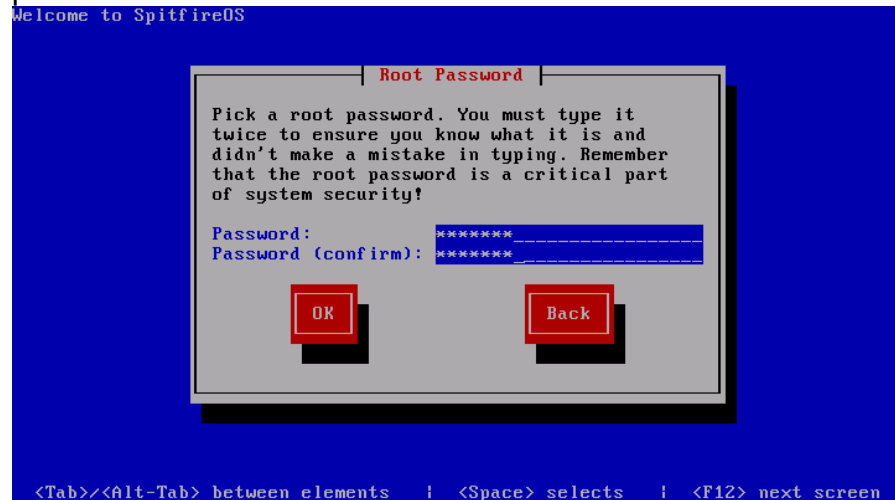 Welcome to SpitfireOS
Root Password
Pick a root password. You must type it
twice to ensure you know what it is and
didn't make a mistake in typing. Remember
that the root password is a critical part
of system security!
Password: *******_________________
Password (confirm): *******_________________
OK Back
<Tab>/<Alt-Tab> between elements | <Space> selects | <F12> next screen